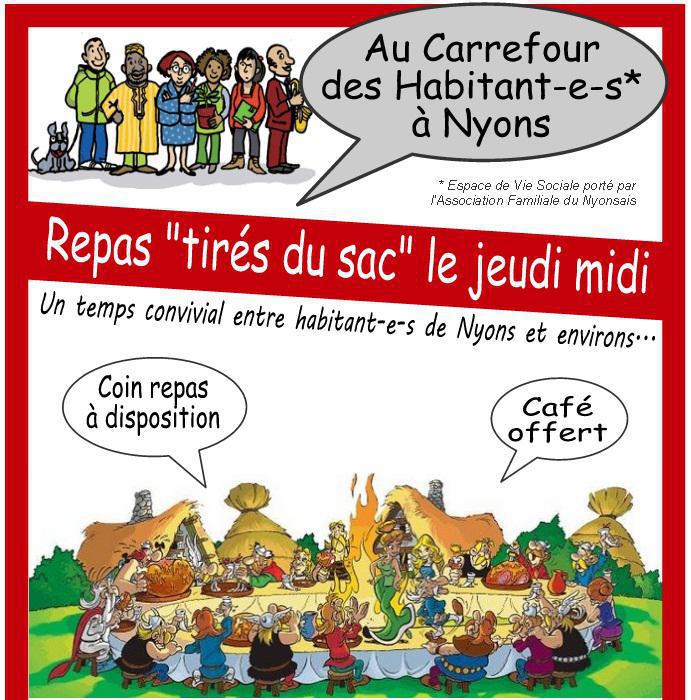 Au Carrefour
des Habitant-e-s*
à Nyons
* Espace de Vie Sociale porté par
l'Association Familiale du Nyonsais
Repas "tirés du sac" le jeudi midi
Un temps convivial entre habitant-e-s de Nyons et environs...
Coin repas
à disposition
Café
offert